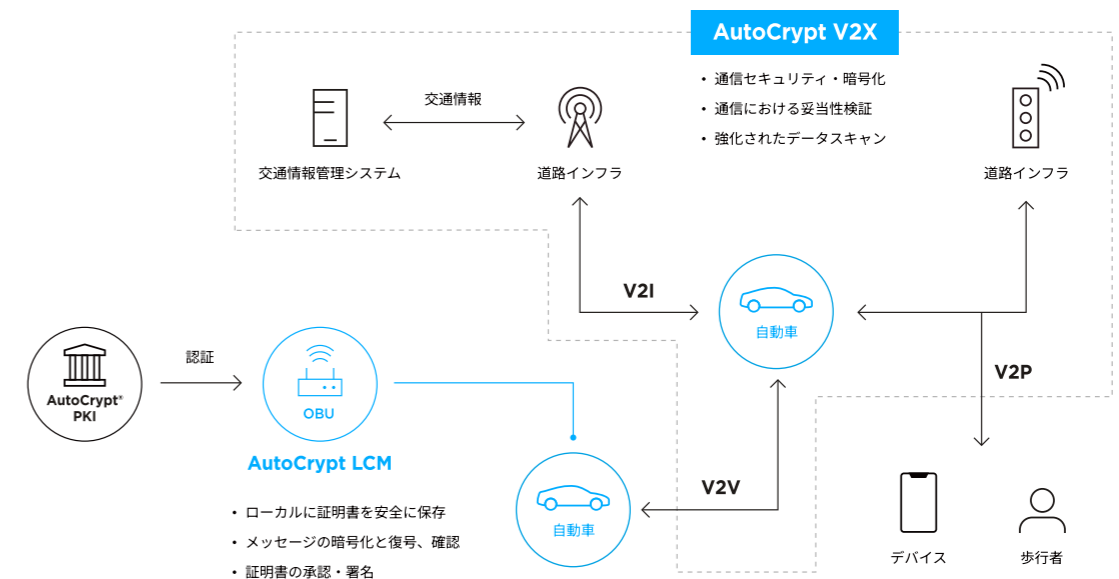 AutoCrypt V2X
・ 通信セキュリティ・暗号化
・ 通信における妥当性検証
・ 強化されたデータスキャン
交通情報
交通情報管理システム
道路インフラ
道路インフラ
V2I
自動車
認証
AutoCrypt®
PKI
OBU
V2P
AutoCrypt LCM
・ ローカルに証明書を安全に保存
・ メッセージの暗号化と復号、確認
・ 証明書の承認・署名
自動車
V2V
デバイス
歩行者